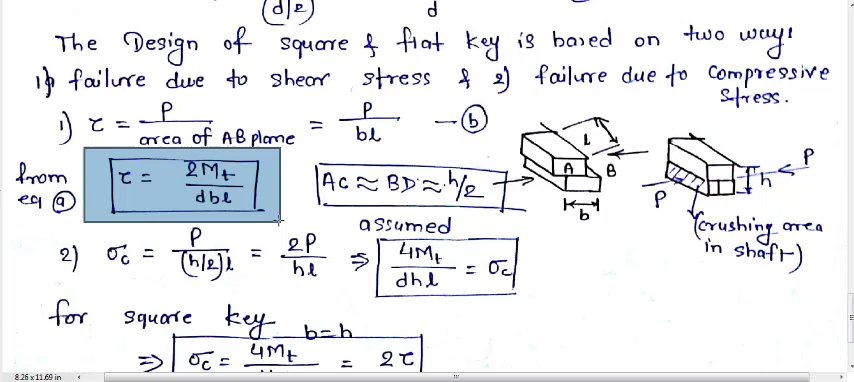 (d/2) d
The Design of square & flat key is based on two ways
1) failure due to shear stress & 2) failure due to compressive
stress.
1) τ = P / area of AB plane = P / bl — (b)
from eq (a) τ = 2Mt / dbl
AC ≈ BD ≈ h/2
assumed
A B l b
P P h
(crushing area in shaft)
2) σc = P / (h/2)l = 2P / hl ⇒ 4Mt / dhl = σc
for square key b=h
⇒ σc = 4Mt = 2τ
8.26 x 11.69 in